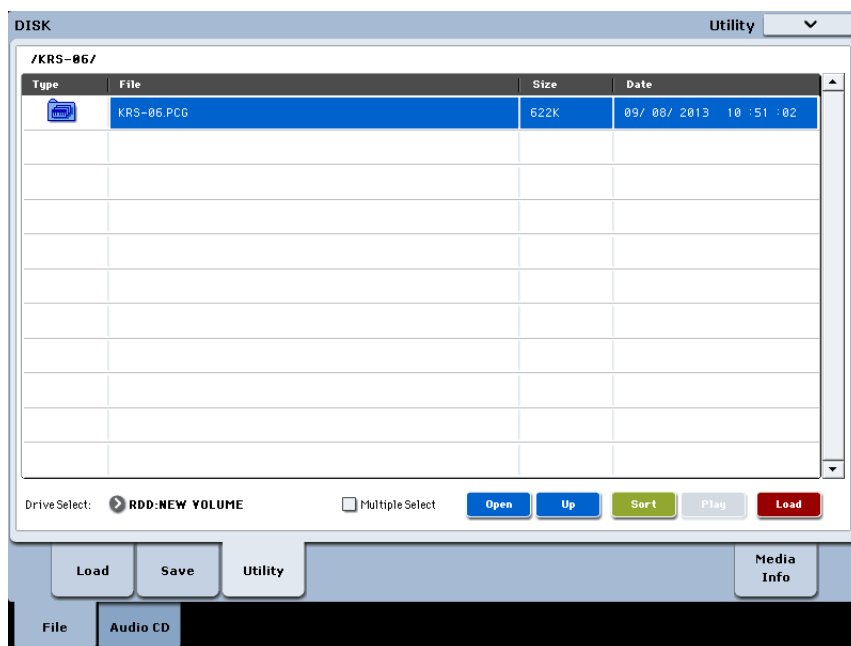 DISK Utility
/KRS-06/
Type File Size Date
KRS-06.PCG 622K 09/ 08/ 2013 10 :51 :02
Drive Select: RDD:NEW VOLUME Multiple Select Open Up Sort Play Load
Load Save Utility Media Info
File Audio CD